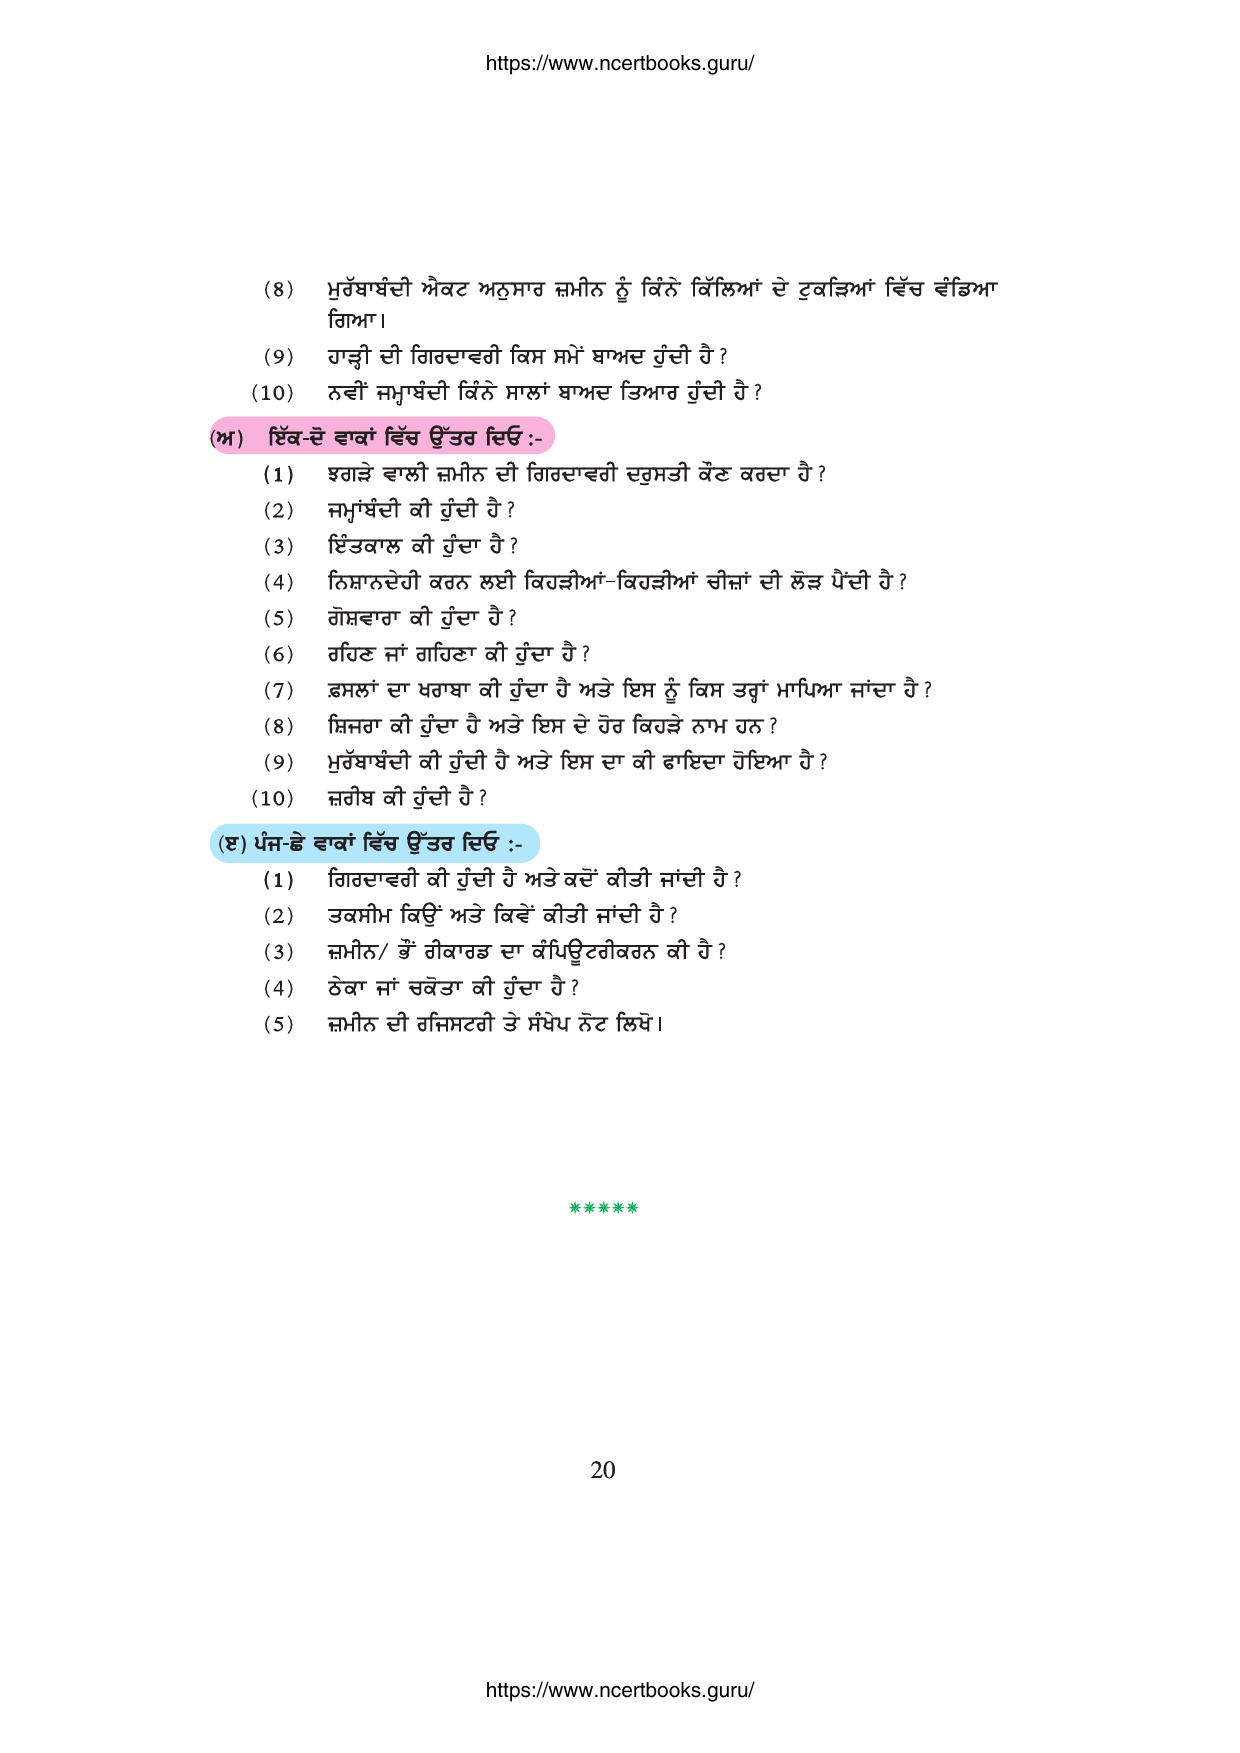 https://www.ncertbooks.guru/
(8) ਮੁਰੱਬਾਬੰਦੀ ਐਕਟ ਅਨੁਸਾਰ ਜ਼ਮੀਨ ਨੂੰ ਕਿੰਨੇ ਕਿੱਲਿਆਂ ਦੇ ਟੁਕੜਿਆਂ ਵਿੱਚ ਵੰਡਿਆ
ਗਿਆ।
(9) ਹਾੜ੍ਹੀ ਦੀ ਗਿਰਦਾਵਰੀ ਕਿਸ ਸਮੇਂ ਬਾਅਦ ਹੁੰਦੀ ਹੈ ?
(10) ਨਵੀਂ ਜਮ੍ਹਾਬੰਦੀ ਕਿੰਨੇ ਸਾਲਾਂ ਬਾਅਦ ਤਿਆਰ ਹੁੰਦੀ ਹੈ ?
(ਅ) ਇੱਕ-ਦੋ ਵਾਕਾਂ ਵਿੱਚ ਉੱਤਰ ਦਿਓ :-
(1) ਝਗੜੇ ਵਾਲੀ ਜ਼ਮੀਨ ਦੀ ਗਿਰਦਾਵਰੀ ਦਰੁਸਤੀ ਕੌਣ ਕਰਦਾ ਹੈ ?
(2) ਜਮ੍ਹਾਂਬੰਦੀ ਕੀ ਹੁੰਦੀ ਹੈ ?
(3) ਇੰਤਕਾਲ ਕੀ ਹੁੰਦਾ ਹੈ ?
(4) ਨਿਸ਼ਾਨਦੇਹੀ ਕਰਨ ਲਈ ਕਿਹੜੀਆਂ-ਕਿਹੜੀਆਂ ਚੀਜ਼ਾਂ ਦੀ ਲੋੜ ਪੈਂਦੀ ਹੈ ?
(5) ਗੋਸ਼ਵਾਰਾ ਕੀ ਹੁੰਦਾ ਹੈ ?
(6) ਰਹਿਣ ਜਾਂ ਗਹਿਣਾ ਕੀ ਹੁੰਦਾ ਹੈ ?
(7) ਫ਼ਸਲਾਂ ਦਾ ਖਰਾਬਾ ਕੀ ਹੁੰਦਾ ਹੈ ਅਤੇ ਇਸ ਨੂੰ ਕਿਸ ਤਰ੍ਹਾਂ ਮਾਪਿਆ ਜਾਂਦਾ ਹੈ ?
(8) ਸ਼ਿਜਰਾ ਕੀ ਹੁੰਦਾ ਹੈ ਅਤੇ ਇਸ ਦੇ ਹੋਰ ਕਿਹੜੇ ਨਾਮ ਹਨ ?
(9) ਮੁਰੱਬਾਬੰਦੀ ਕੀ ਹੁੰਦੀ ਹੈ ਅਤੇ ਇਸ ਦਾ ਕੀ ਫਾਇਦਾ ਹੋਇਆ ਹੈ ?
(10) ਜ਼ਰੀਬ ਕੀ ਹੁੰਦੀ ਹੈ ?
(ੲ) ਪੰਜ-ਛੇ ਵਾਕਾਂ ਵਿੱਚ ਉੱਤਰ ਦਿਓ :-
(1) ਗਿਰਦਾਵਰੀ ਕੀ ਹੁੰਦੀ ਹੈ ਅਤੇ ਕਦੋਂ ਕੀਤੀ ਜਾਂਦੀ ਹੈ ?
(2) ਤਕਸੀਮ ਕਿਉਂ ਅਤੇ ਕਿਵੇਂ ਕੀਤੀ ਜਾਂਦੀ ਹੈ ?
(3) ਜ਼ਮੀਨ/ ਭੌਂ ਰੀਕਾਰਡ ਦਾ ਕੰਪਿਊਟਰੀਕਰਨ ਕੀ ਹੈ ?
(4) ਠੇਕਾ ਜਾਂ ਚਕੋਤਾ ਕੀ ਹੁੰਦਾ ਹੈ ?
(5) ਜ਼ਮੀਨ ਦੀ ਰਜਿਸਟਰੀ ਤੇ ਸੰਖੇਪ ਨੋਟ ਲਿਖੋ।
*****
20
https://www.ncertbooks.guru/